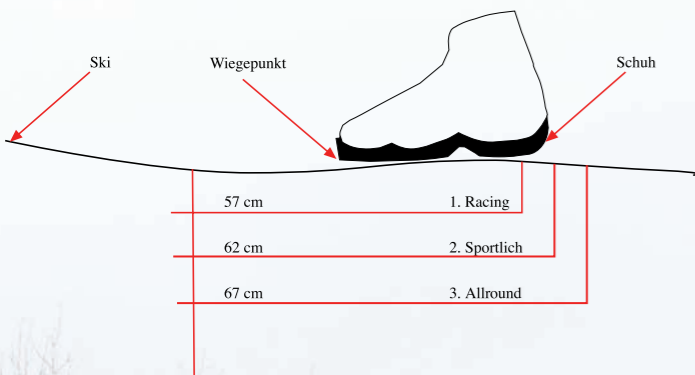 Ski
Wiegepunkt
Schuh
57 cm
1. Racing
62 cm
2. Sportlich
67 cm
3. Allround